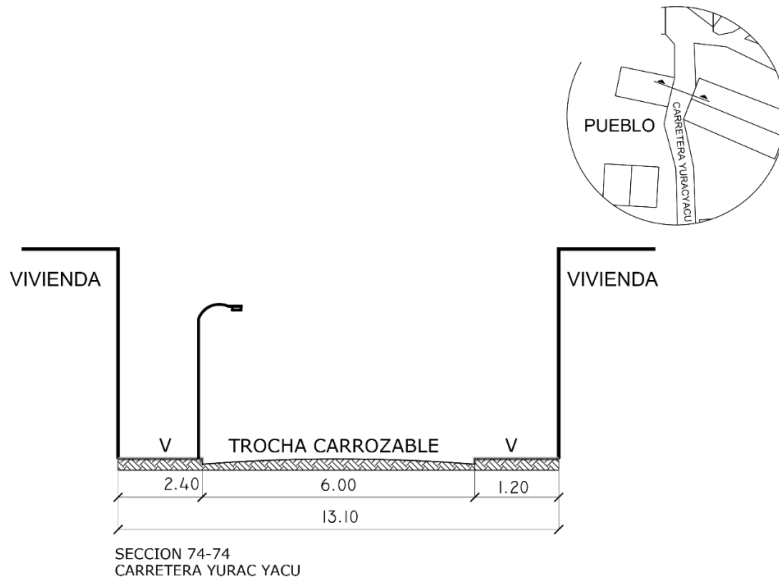 PUEBLO
CARRETERA YURACYACU
VIVIENDA
VIVIENDA
V
TROCHA CARROZABLE
V
2.40
6.00
1.20
13.10
SECCION 74-74
CARRETERA YURAC YACU